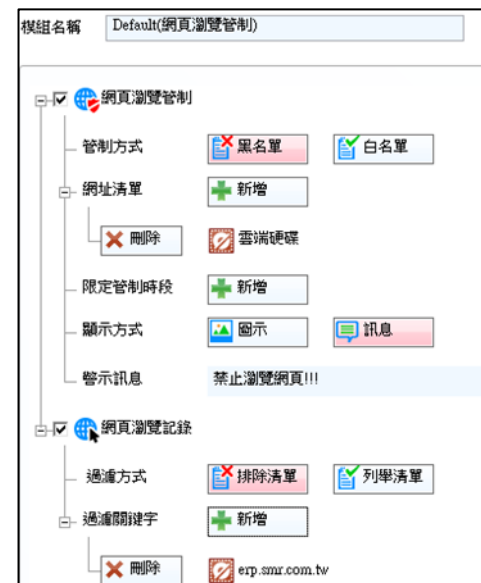 模組名稱 Default(網頁瀏覽管制)
網頁瀏覽管制
管制方式 黑名單 白名單
網址清單 新增
刪除 雲端硬碟
限定管制時段 新增
顯示方式 圖示 訊息
警示訊息 禁止瀏覽網頁!!!
網頁瀏覽記錄
過濾方式 排除清單 列舉清單
過濾關鍵字 新增
刪除 erp.smr.com.tw